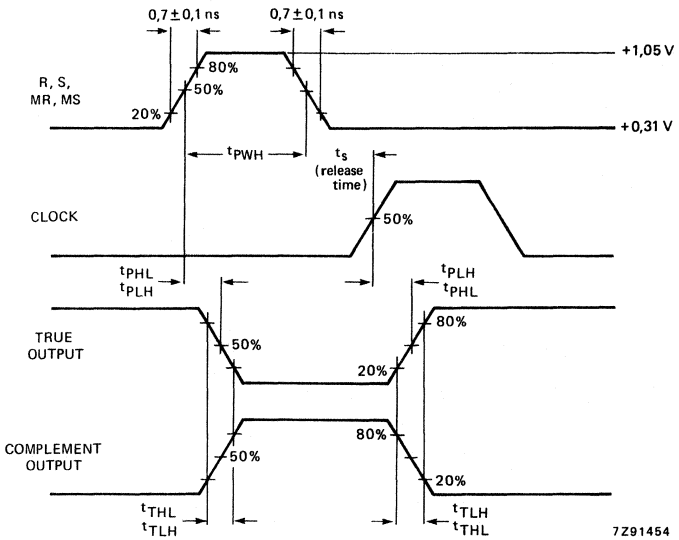 0,7 ± 0,1 ns
0,7 ± 0,1 ns
+1,05 V
80%
R, S,
MR, MS
50%
20%
+0,31 V
tPWH
ts
(release
time)
CLOCK
50%
tPHL
tPLH
tPLH
tPHL
80%
TRUE
OUTPUT
50%
20%
80%
COMPLEMENT
OUTPUT
50%
20%
tTHL
tTLH
tTLH
tTHL
7Z91454